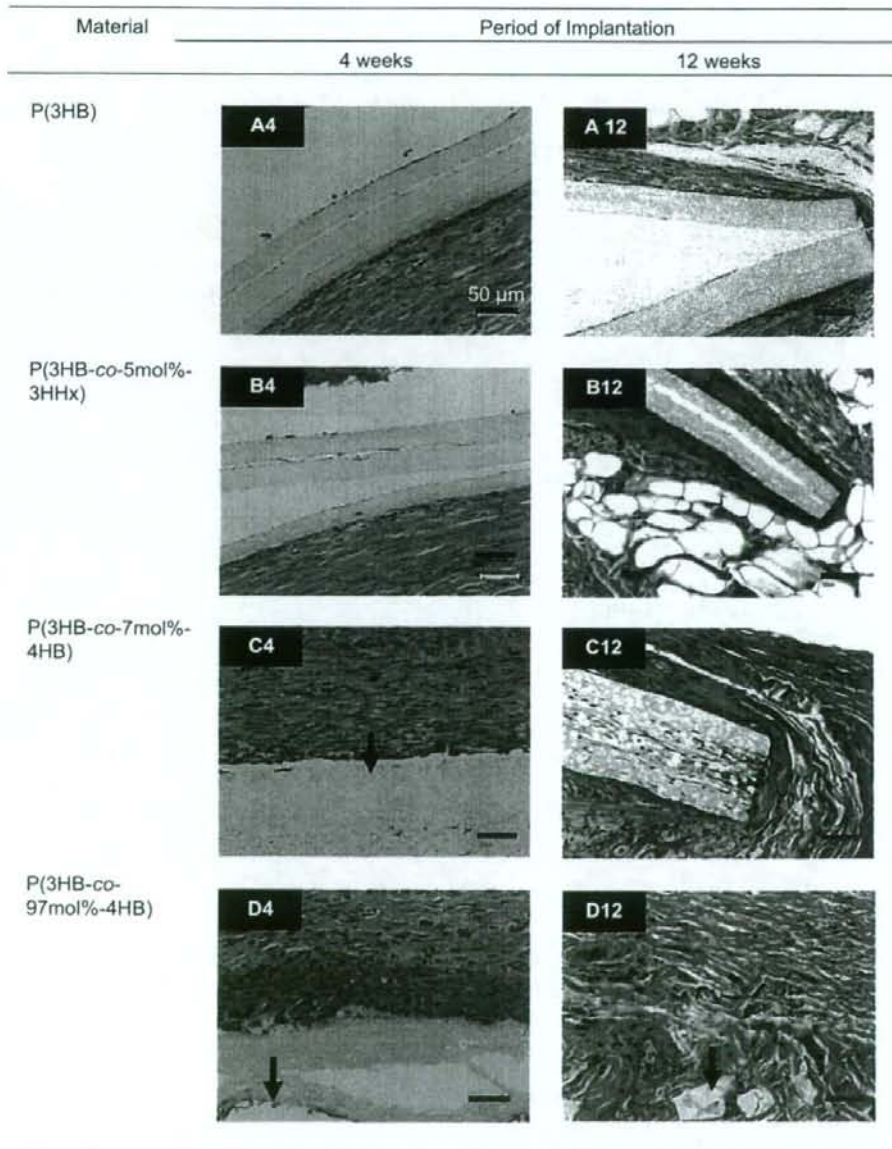 Material
Period of Implantation
4 weeks
12 weeks
P(3HB)
A4
A 12
50 µm
P(3HB-co-5mol%-
3HHx)
B4
B12
P(3HB-co-7mol%-
4HB)
C4
C12
P(3HB-co-
97mol%-4HB)
D4
D12